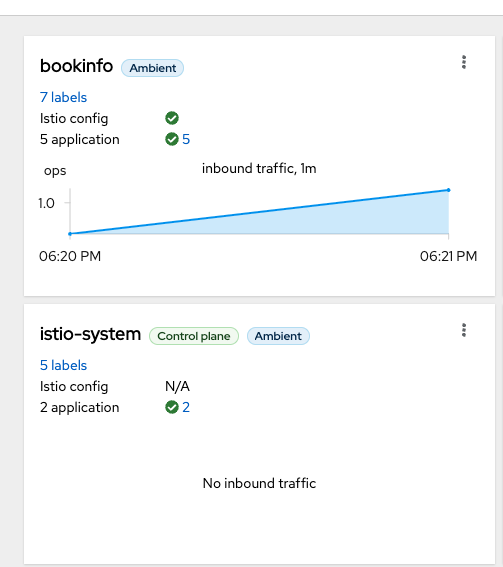 bookinfo Ambient
7 labels
Istio config
5 application 5
ops inbound traffic, 1m
1.0
06:20 PM 06:21 PM
istio-system Control plane Ambient
5 labels
Istio config N/A
2 application 2
No inbound traffic